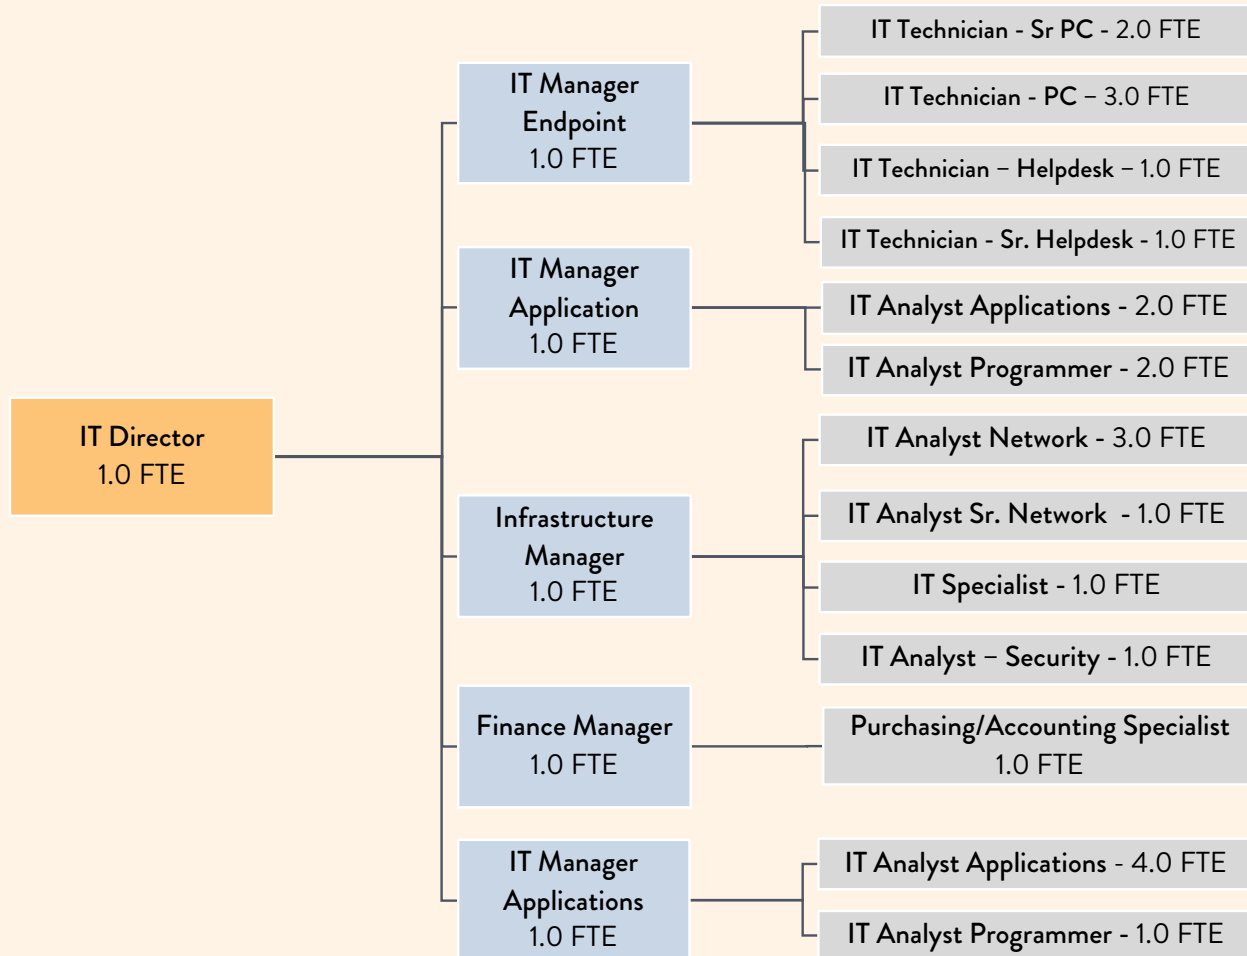 IT Director
1.0 FTE
IT Manager
Endpoint
1.0 FTE
IT Technician - Sr PC - 2.0 FTE
IT Technician - PC – 3.0 FTE
IT Technician – Helpdesk – 1.0 FTE
IT Technician - Sr. Helpdesk - 1.0 FTE
IT Manager
Application
1.0 FTE
IT Analyst Applications - 2.0 FTE
IT Analyst Programmer - 2.0 FTE
Infrastructure
Manager
1.0 FTE
IT Analyst Network - 3.0 FTE
IT Analyst Sr. Network - 1.0 FTE
IT Specialist - 1.0 FTE
IT Analyst – Security - 1.0 FTE
Finance Manager
1.0 FTE
Purchasing/Accounting Specialist
1.0 FTE
IT Manager
Applications
1.0 FTE
IT Analyst Applications - 4.0 FTE
IT Analyst Programmer - 1.0 FTE